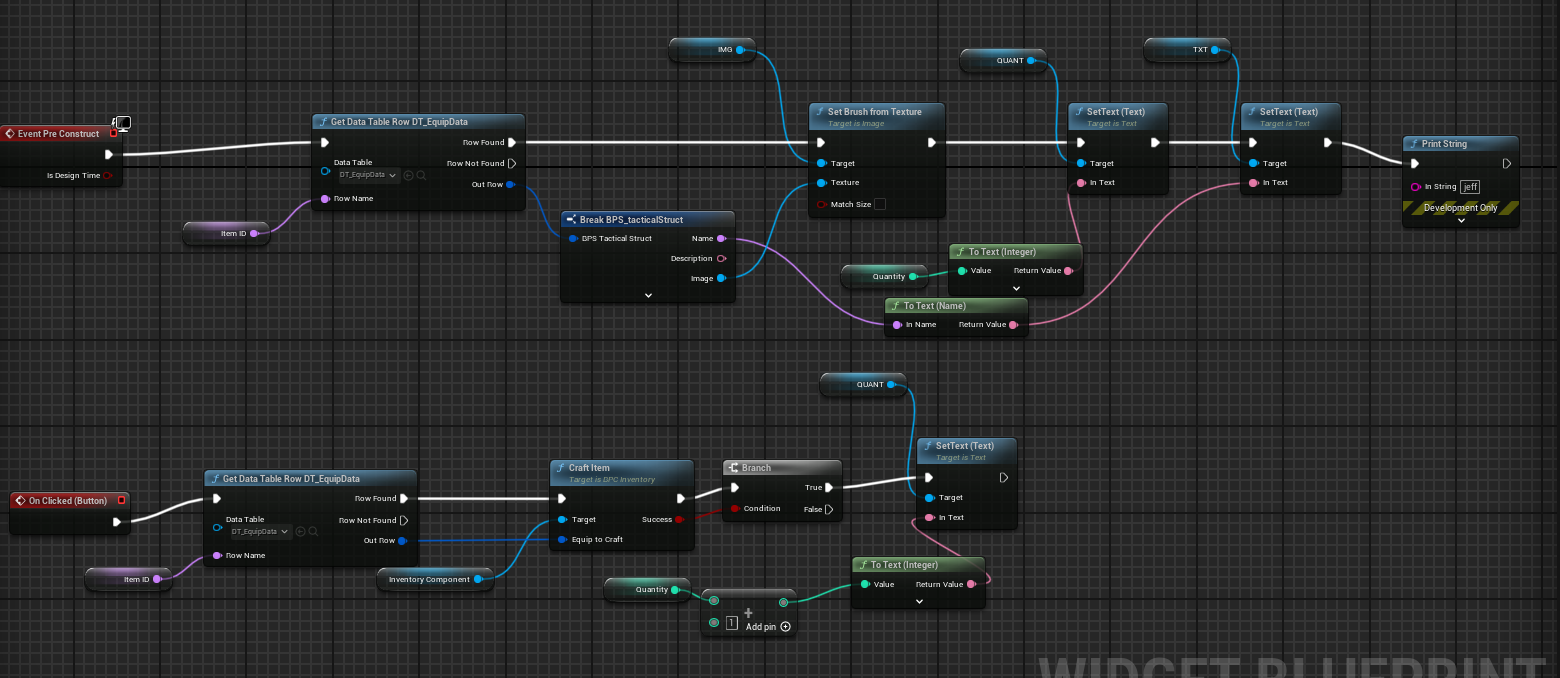 IMG
QUANT
TXT
Event Pre Construct
Is Design Time
Get Data Table Row DT_EquipData
Row Found
Data Table
DT_EquipData
Row Not Found
Out Row
Row Name
Item ID
Break BPS_tacticalStruct
BPS Tactical Struct
Name
Description
Image
Set Brush from Texture
Target is Image
Target
Texture
Match Size
SetText (Text)
Target is Text
Target
In Text
SetText (Text)
Target is Text
Target
In Text
Print String
In String jeff
Development Only
Quantity
To Text (Integer)
Value
Return Value
To Text (Name)
In Name
Return Value
QUANT
On Clicked (Button)
Get Data Table Row DT_EquipData
Row Found
Data Table
DT_EquipData
Row Not Found
Out Row
Row Name
Item ID
Inventory Component
Craft Item
Target is DPC Inventory
Target
Success
Equip to Craft
Branch
True
Condition
False
SetText (Text)
Target is Text
Target
In Text
Quantity
1
Add pin
To Text (Integer)
Value
Return Value
WIDGET BLUEPRINT